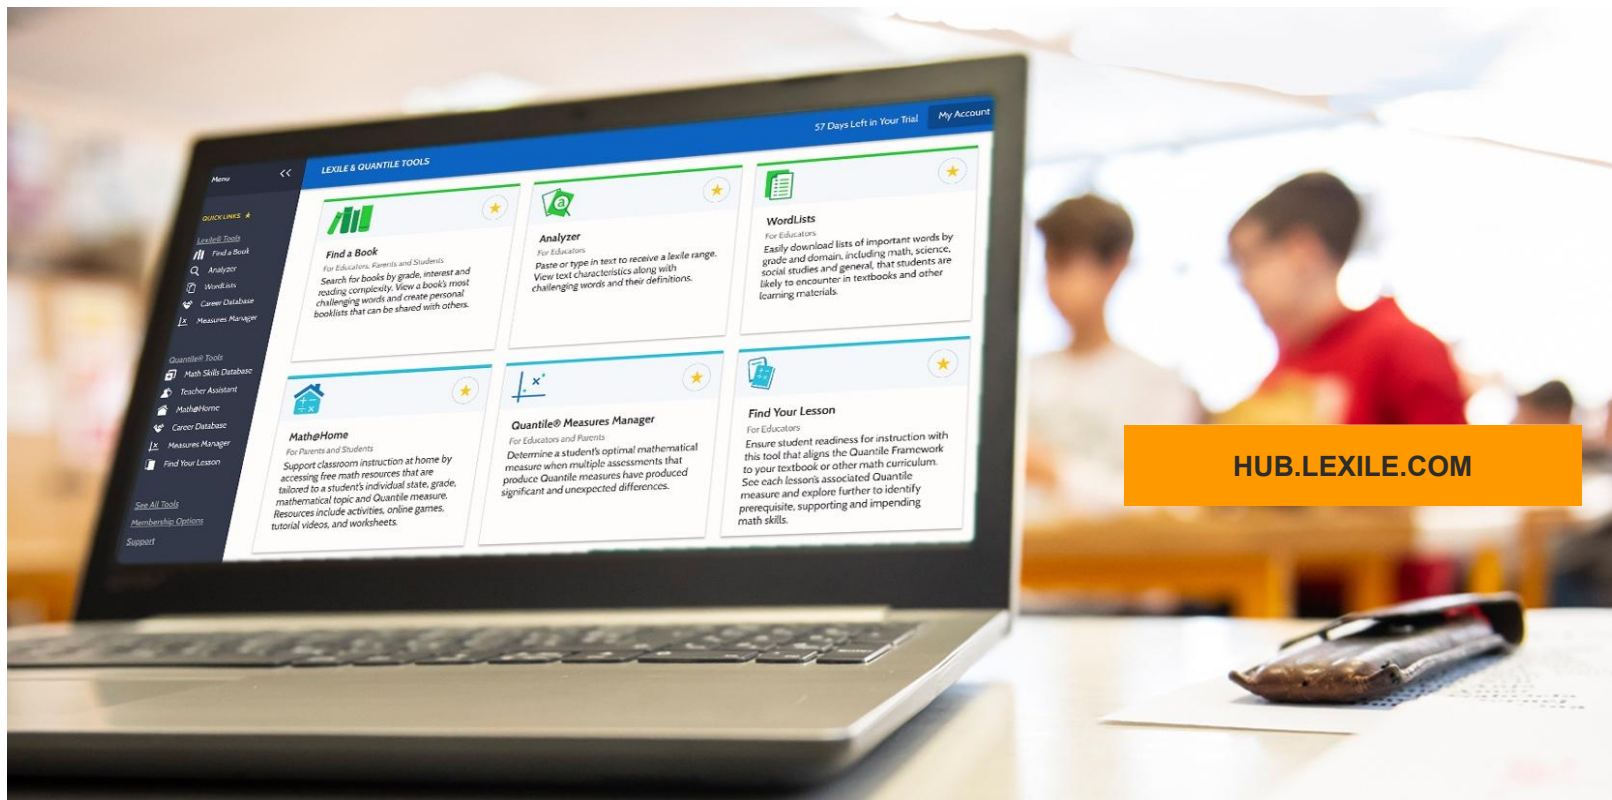 57 Days Left in Your Trial
My Account
Menu
<<
LEXILE & QUANTILE TOOLS
QUICK LINKS ★
Lexile® Tools
Find a Book
Analyzer
WordLists
Career Database
Measures Manager
Quantile® Tools
Math Skills Database
Teacher Assistant
Math@Home
Career Database
Measures Manager
Find Your Lesson
See All Tools
Membership Options
Support
Find a Book
For Educators, Parents and Students
Search for books by grade, interest and
reading complexity. View a book's most
challenging words and create personal
booklists that can be shared with others.
a
Analyzer
For Educators
Paste or type in text to receive a lexile range.
View text characteristics along with
challenging words and their definitions.
WordLists
For Educators
Easily download lists of important words by
grade and domain, including math, science,
social studies and general, that students are
likely to encounter in textbooks and other
learning materials.
Math@Home
For Parents and Students
Support classroom instruction at home by
accessing free math resources that are
tailored to a student's individual state, grade,
mathematical topic and Quantile measure.
Resources include activities, online games,
tutorial videos, and worksheets.
x
Quantile® Measures Manager
For Educators and Parents
Determine a student's optimal mathematical
measure when multiple assessments that
produce Quantile measures have produced
significant and unexpected differences.
Find Your Lesson
For Educators
Ensure student readiness for instruction with
this tool that aligns the Quantile Framework
to your textbook or other math curriculum.
See each lesson's associated Quantile
measure and explore further to identify
prerequisite, supporting and impending
math skills.
HUB.LEXILE.COM